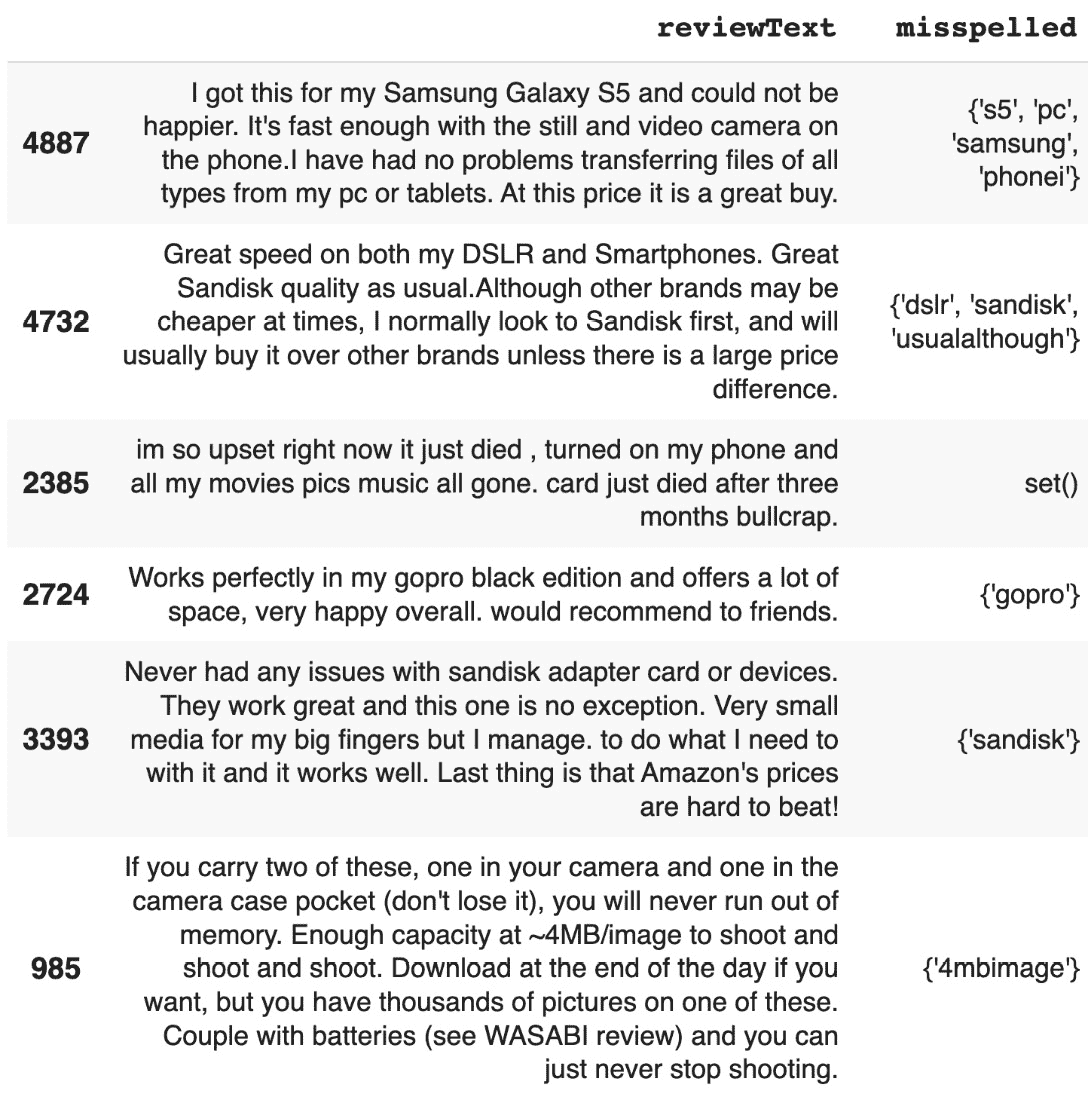 reviewText misspelled
4887
I got this for my Samsung Galaxy S5 and could not be
happier. It's fast enough with the still and video camera on
the phone.I have had no problems transferring files of all
types from my pc or tablets. At this price it is a great buy.
{'s5', 'pc',
'samsung',
'phonei'}
4732
Great speed on both my DSLR and Smartphones. Great
Sandisk quality as usual.Although other brands may be
cheaper at times, I normally look to Sandisk first, and will
usually buy it over other brands unless there is a large price
difference.
{'dslr', 'sandisk',
'usualalthough'}
2385
im so upset right now it just died , turned on my phone and
all my movies pics music all gone. card just died after three
months bullcrap.
set()
2724
Works perfectly in my gopro black edition and offers a lot of
space, very happy overall. would recommend to friends.
{'gopro'}
3393
Never had any issues with sandisk adapter card or devices.
They work great and this one is no exception. Very small
media for my big fingers but I manage. to do what I need to
with it and it works well. Last thing is that Amazon's prices
are hard to beat!
{'sandisk'}
985
If you carry two of these, one in your camera and one in the
camera case pocket (don't lose it), you will never run out of
memory. Enough capacity at ~4MB/image to shoot and
shoot and shoot. Download at the end of the day if you
want, but you have thousands of pictures on one of these.
Couple with batteries (see WASABI review) and you can
just never stop shooting.
{'4mbimage'}